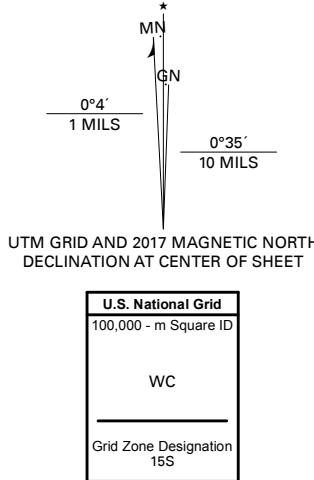 ★
MN
GN
0°4´
1 MILS
0°35´
10 MILS
UTM GRID AND 2017 MAGNETIC NORTH
DECLINATION AT CENTER OF SHEET
U.S. National Grid
100,000 - m Square ID
WC
Grid Zone Designation
15S